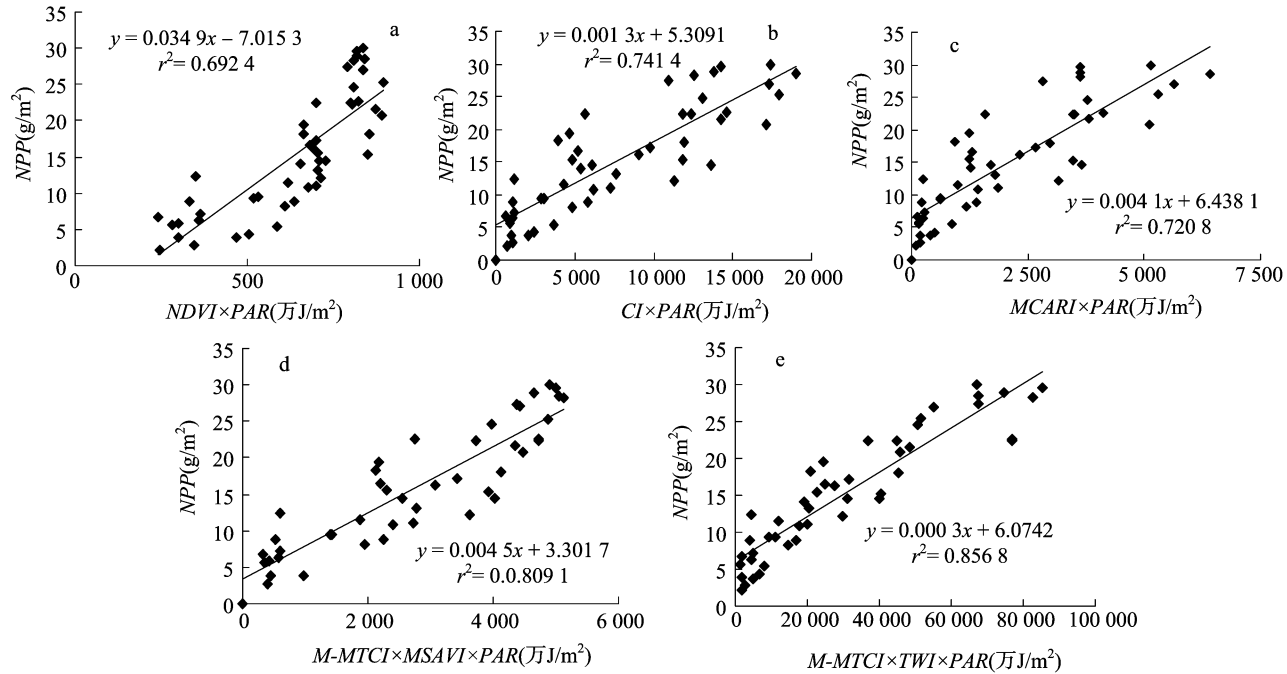 a
y = 0.034 9x − 7.015 3
r²= 0.692 4
NPP(g/m²)
35
30
25
20
15
10
5
0
0 500 1 000
NDVI×PAR(万J/m²)
b
y = 0.001 3x + 5.3091
r²= 0.741 4
NPP(g/m²)
35
30
25
20
15
10
5
0
0 5 000 10 000 15 000 20 000
CI×PAR(万J/m²)
c
y = 0.004 1x + 6.438 1
r²= 0.720 8
NPP(g/m²)
35
30
25
20
15
10
5
0
0 2 500 5 000 7 500
MCARI×PAR(万J/m²)
d
y = 0.004 5x + 3.301 7
r²= 0.0.809 1
NPP(g/m²)
35
30
25
20
15
10
5
0
0 2 000 4 000 6 000
M-MTCI×MSAVI×PAR(万J/m²)
e
y = 0.000 3x + 6.0742
r²= 0.856 8
NPP(g/m²)
35
30
25
20
15
10
5
0
0 20 000 40 000 60 000 80 000 100 000
M-MTCI×TWI×PAR(万J/m²)